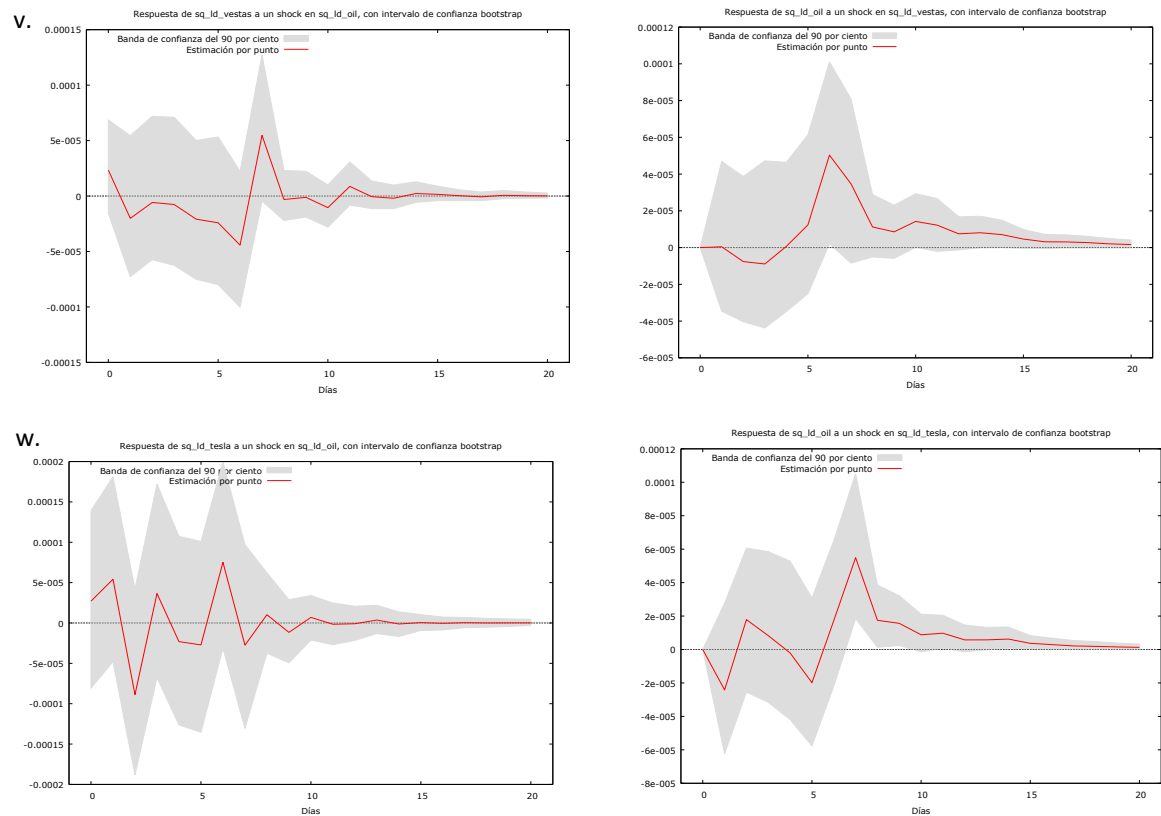 v.
Respuesta de sq_ld_vestas a un shock en sq_ld_oil, con intervalo de confianza bootstrap
Banda de confianza del 90 por ciento
Estimación por punto
0.00015
0.0001
5e-005
0
-5e-005
-0.0001
-0.00015
0
5
10
15
20
Días
Respuesta de sq_ld_oil a un shock en sq_ld_vestas, con intervalo de confianza bootstrap
Banda de confianza del 90 por ciento
Estimación por punto
0.00012
0.0001
8e-005
6e-005
4e-005
2e-005
0
-2e-005
-4e-005
-6e-005
0
5
10
15
20
Días
w.
Respuesta de sq_ld_tesla a un shock en sq_ld_oil, con intervalo de confianza bootstrap
Banda de confianza del 90 por ciento
Estimación por punto
0.0002
0.00015
0.0001
5e-005
0
-5e-005
-0.0001
-0.00015
-0.0002
0
5
10
15
20
Días
Respuesta de sq_ld_oil a un shock en sq_ld_tesla, con intervalo de confianza bootstrap
Banda de confianza del 90 por ciento
Estimación por punto
0.00012
0.0001
8e-005
6e-005
4e-005
2e-005
0
-2e-005
-4e-005
-6e-005
-8e-005
0
5
10
15
20
Días